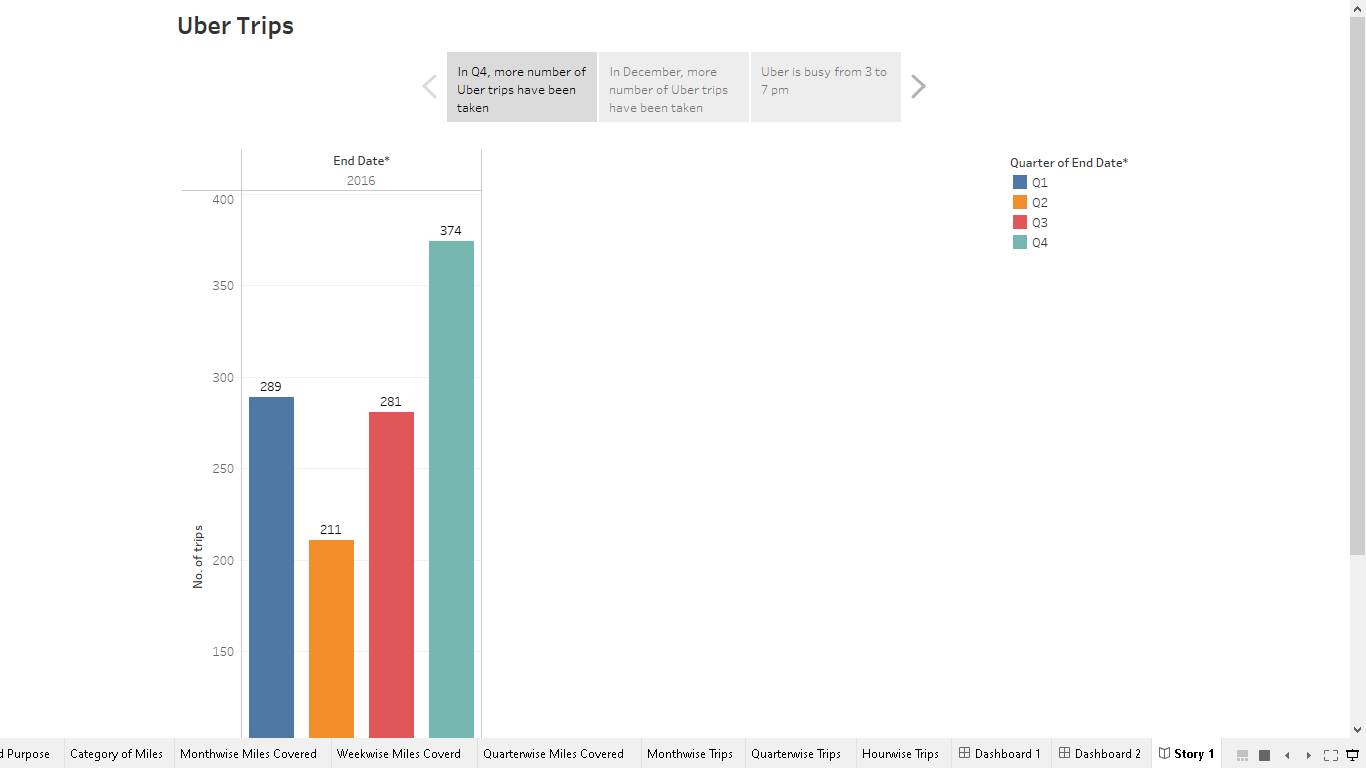 Uber Trips
In Q4, more number of
Uber trips have been
taken
In December, more
number of Uber trips
have been taken
Uber is busy from 3 to
7 pm
End Date*
2016
Quarter of End Date*
Q1
Q2
Q3
Q4
400
350
300
250
200
150
No. of trips
289
211
281
374
d Purpose
Category of Miles
Monthwise Miles Covered
Weekwise Miles Coverd
Quarterwise Miles Covered
Monthwise Trips
Quarterwise Trips
Hourwise Trips
Dashboard 1
Dashboard 2
Story 1